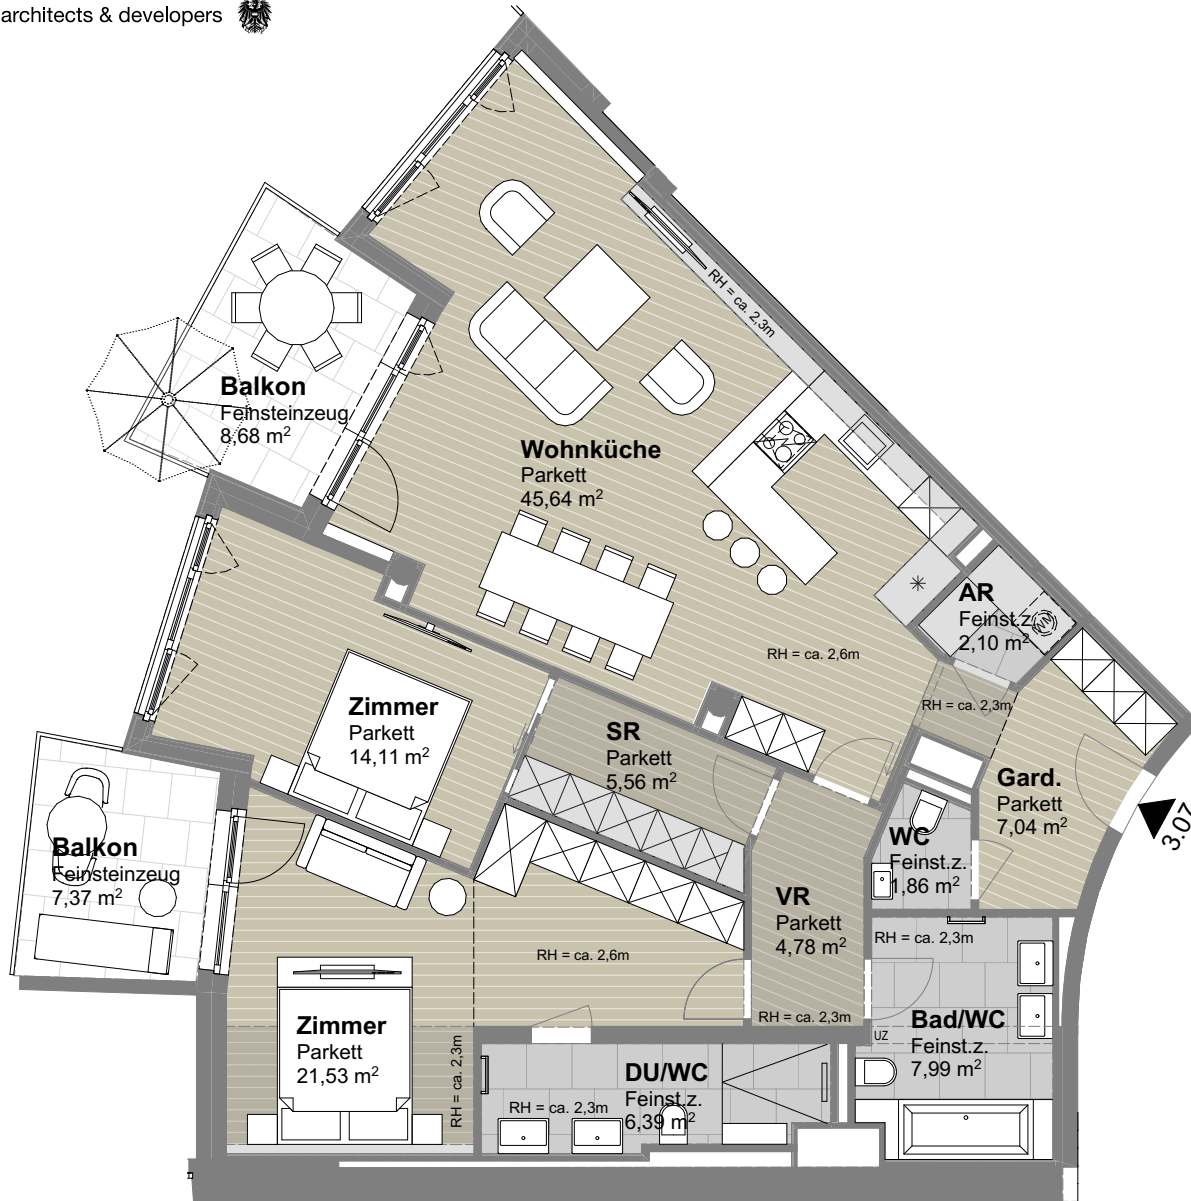 architects & developers
RH = ca. 2,3m
Balkon
Feinsteinzeug
8,68 m²
Wohnküche
Parkett
45,64 m²
AR
Feinst.z.
2,10 m²
WM
RH = ca. 2,6m
RH = ca. 2,3m
Zimmer
Parkett
14,11 m²
SR
Parkett
5,56 m²
Gard.
Parkett
7,04 m²
3.07
WC
Feinst.z.
1,86 m²
Balkon
Feinsteinzeug
7,37 m²
VR
Parkett
4,78 m²
RH = ca. 2,3m
RH = ca. 2,6m
RH = ca. 2,3m
Zimmer
Parkett
21,53 m²
RH = ca. 2,3m
UZ
Bad/WC
Feinst.z.
7,99 m²
DU/WC
Feinst.z.
6,39 m²
RH = ca. 2,3m